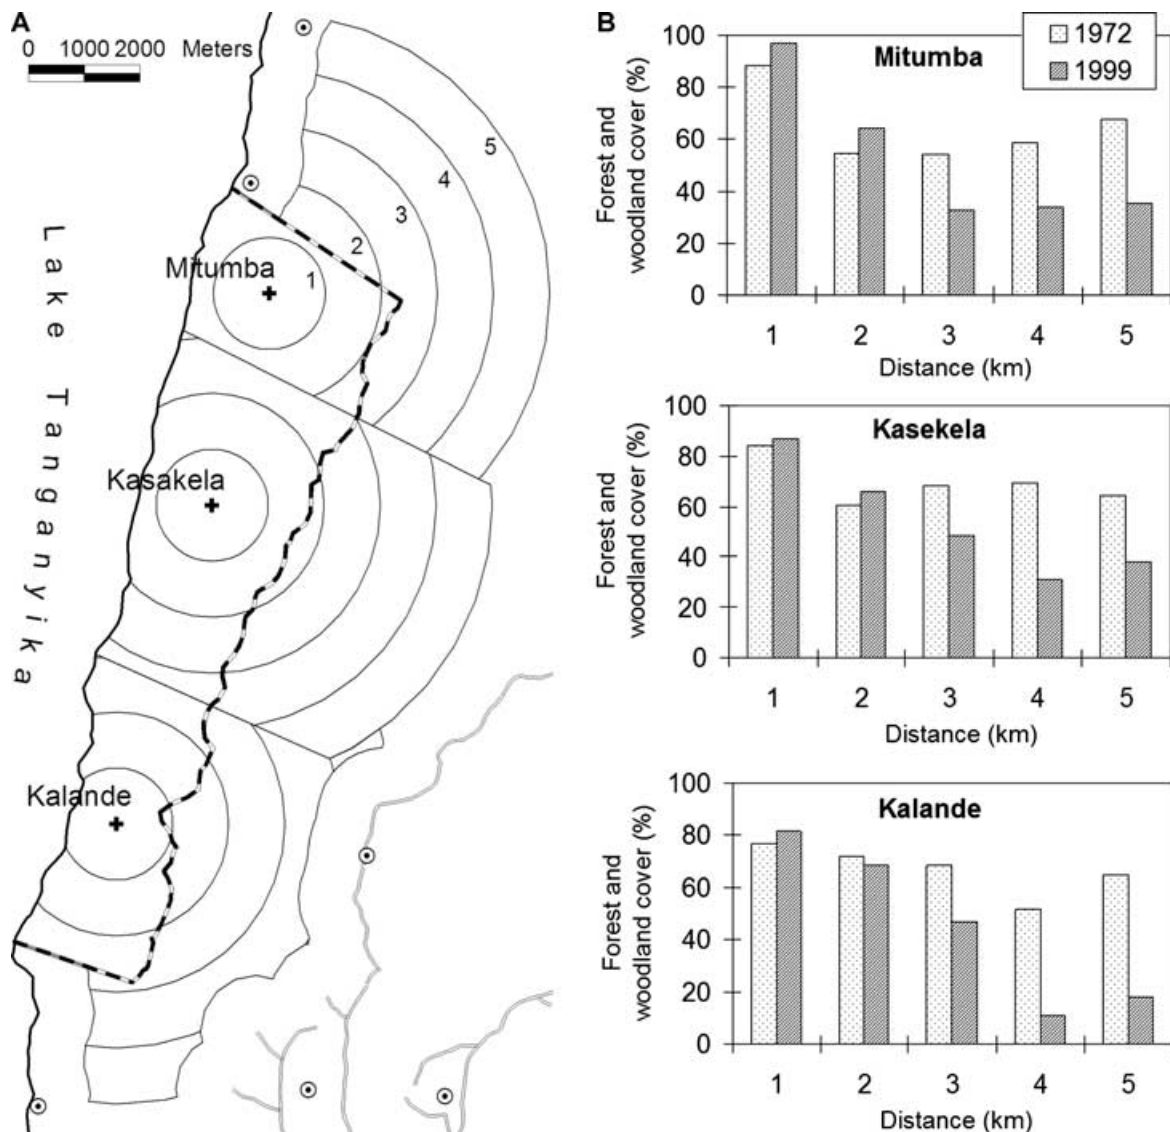 A
0 1000 2000 Meters
5
4
3
2
1
Mitumba
Lake Tanganyika
Kasakela
Kalande
B
1972
1999
Mitumba
Forest and
woodland cover (%)
100
80
60
40
20
0
1 2 3 4 5
Distance (km)
Kasekela
Forest and
woodland cover (%)
100
80
60
40
20
0
1 2 3 4 5
Distance (km)
Kalande
Forest and
woodland cover (%)
100
80
60
40
20
0
1 2 3 4 5
Distance (km)